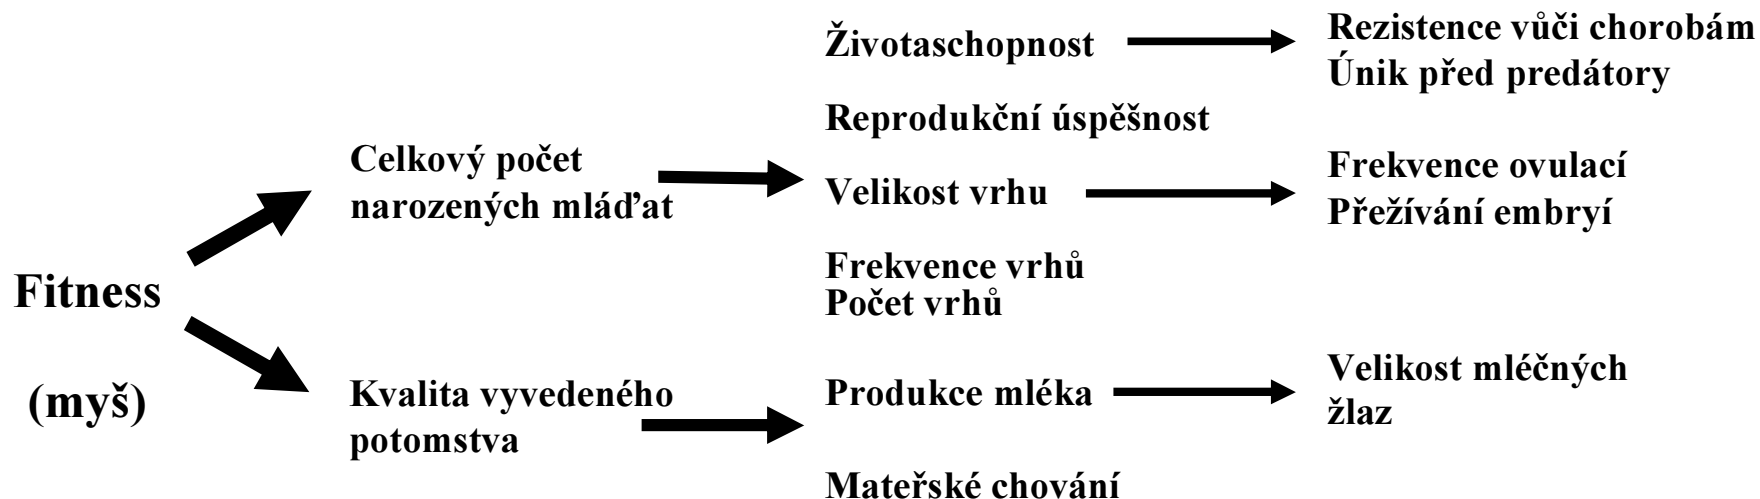 Fitness
(myš)
Celkový počet
narozených mláďat
Kvalita vyvedeného
potomstva
Životaschopnost
Reprodukční úspěšnost
Velikost vrhu
Frekvence vrhů
Počet vrhů
Produkce mléka
Mateřské chování
Rezistence vůči chorobám
Únik před predátory
Frekvence ovulací
Přežívání embryí
Velikost mléčných
žlaz